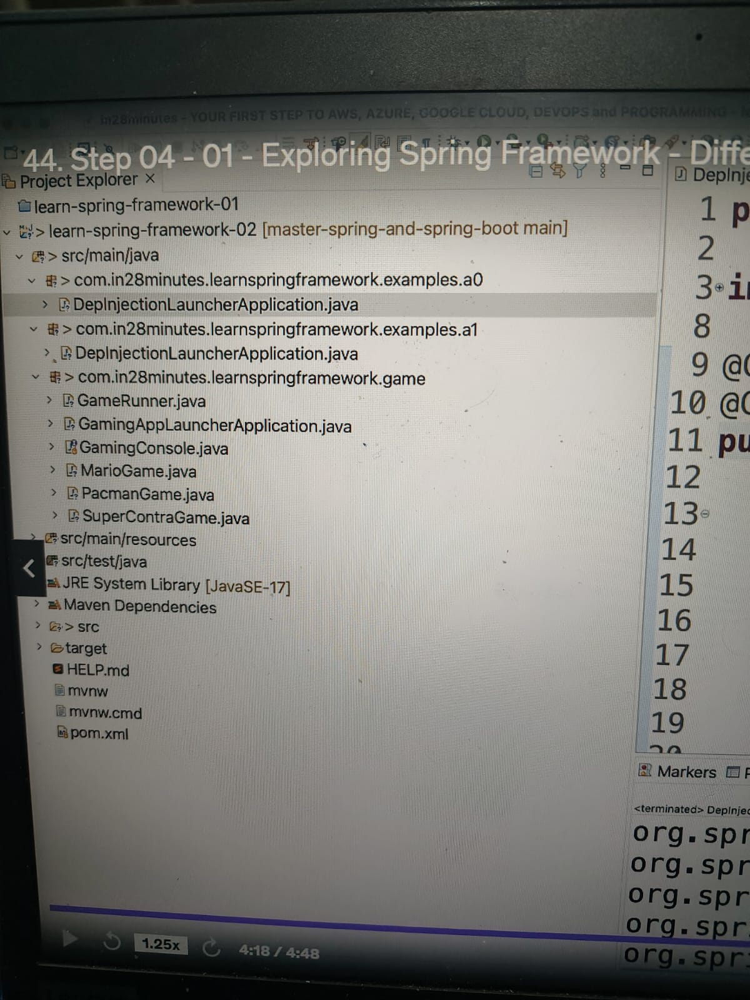 in28minutes - YOUR FIRST STEP TO AWS, AZURE, GOOGLE CLOUD, DEVOPS and PROGRAMMING -
44. Step 04 - 01 - Exploring Spring Framework - Diffe
Project Explorer ×
learn-spring-framework-01
> learn-spring-framework-02 [master-spring-and-spring-boot main]
> src/main/java
> com.in28minutes.learnspringframework.examples.a0
DepInjectionLauncherApplication.java
> com.in28minutes.learnspringframework.examples.a1
DepInjectionLauncherApplication.java
> com.in28minutes.learnspringframework.game
GameRunner.java
GamingAppLauncherApplication.java
GamingConsole.java
MarioGame.java
PacmanGame.java
SuperContraGame.java
src/main/resources
src/test/java
JRE System Library [JavaSE-17]
Maven Dependencies
> src
target
HELP.md
mvnw
mvnw.cmd
pom.xml
DepInje
1 p
2
3 i
8
9 @C
10 @C
11 pu
12
13
14
15
16
17
18
19
20
Markers
<terminated> DepInjec
org.spr
org.spr
org.spr
org.spr
org.spr
1.25x
4:18 / 4:48